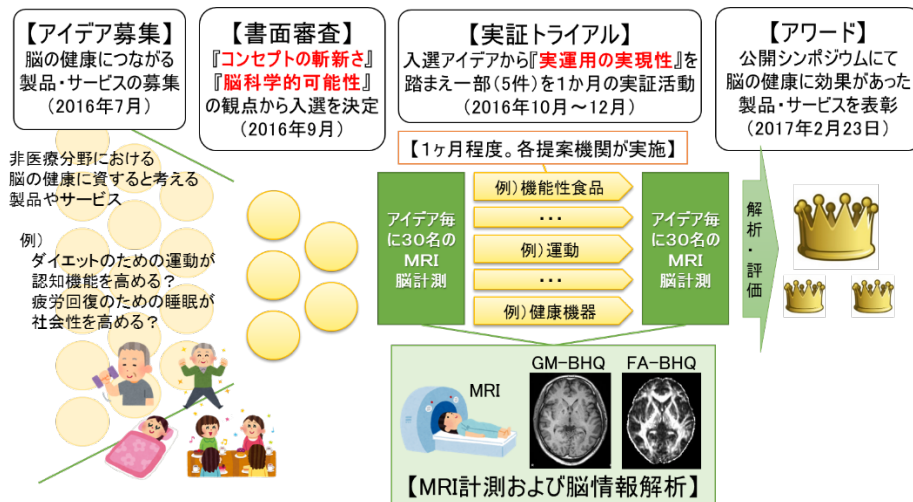 【アイデア募集】
脳の健康につながる
製品・サービスの募集
(2016年7月)
【書面審査】
『コンセプトの斬新さ』
『脳科学的可能性』
の観点から入選を決定
(2016年9月)
【実証トライアル】
入選アイデアから『実運用の実現性』を
踏まえ一部(5件)を1か月の実証活動
(2016年10月～12月)
【アワード】
公開シンポジウムにて
脳の健康に効果があった
製品・サービスを表彰
(2017年2月23日)
非医療分野における
脳の健康に資すると考える
製品やサービス
例)
ダイエットのための運動が
認知機能を高める?
疲労回復のための睡眠が
社会性を高める?
【1ヶ月程度。各提案機関が実施】
アイデア毎
に30名の
MRI
脳計測
例)機能性食品
・・・
例)運動
・・・
例)健康機器
アイデア毎
に30名の
MRI
脳計測
解析・評価
MRI
GM-BHQ
FA-BHQ
【MRI計測および脳情報解析】